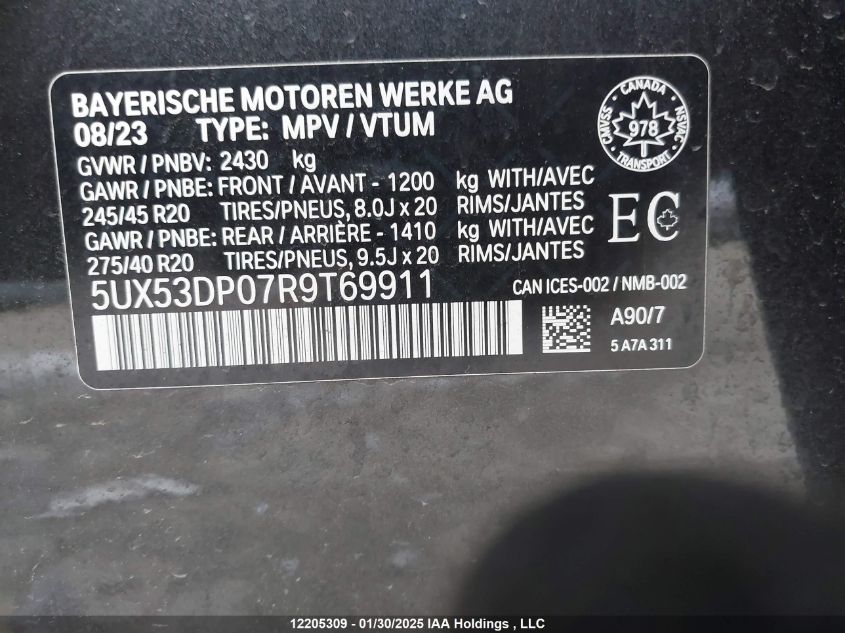 BAYERISCHE MOTOREN WERKE AG
08/23 TYPE: MPV / VTUM
GVWR / PNBV: 2430 kg
GAWR / PNBE: FRONT / AVANT - 1200 kg WITH/AVEC
245/45 R20 TIRES/PNEUS, 8.0J x 20 RIMS/JANTES
GAWR / PNBE: REAR / ARRIÈRE - 1410 kg WITH/AVEC
275/40 R20 TIRES/PNEUS, 9.5J x 20 RIMS/JANTES
5UX53DP07R9T69911
CANADA
CMVSS 978 NSVAC
TRANSPORT
EC
CAN ICES-002 / NMB-002
A90/7
5 A7A 311
12205309 - 01/30/2025 IAA Holdings , LLC